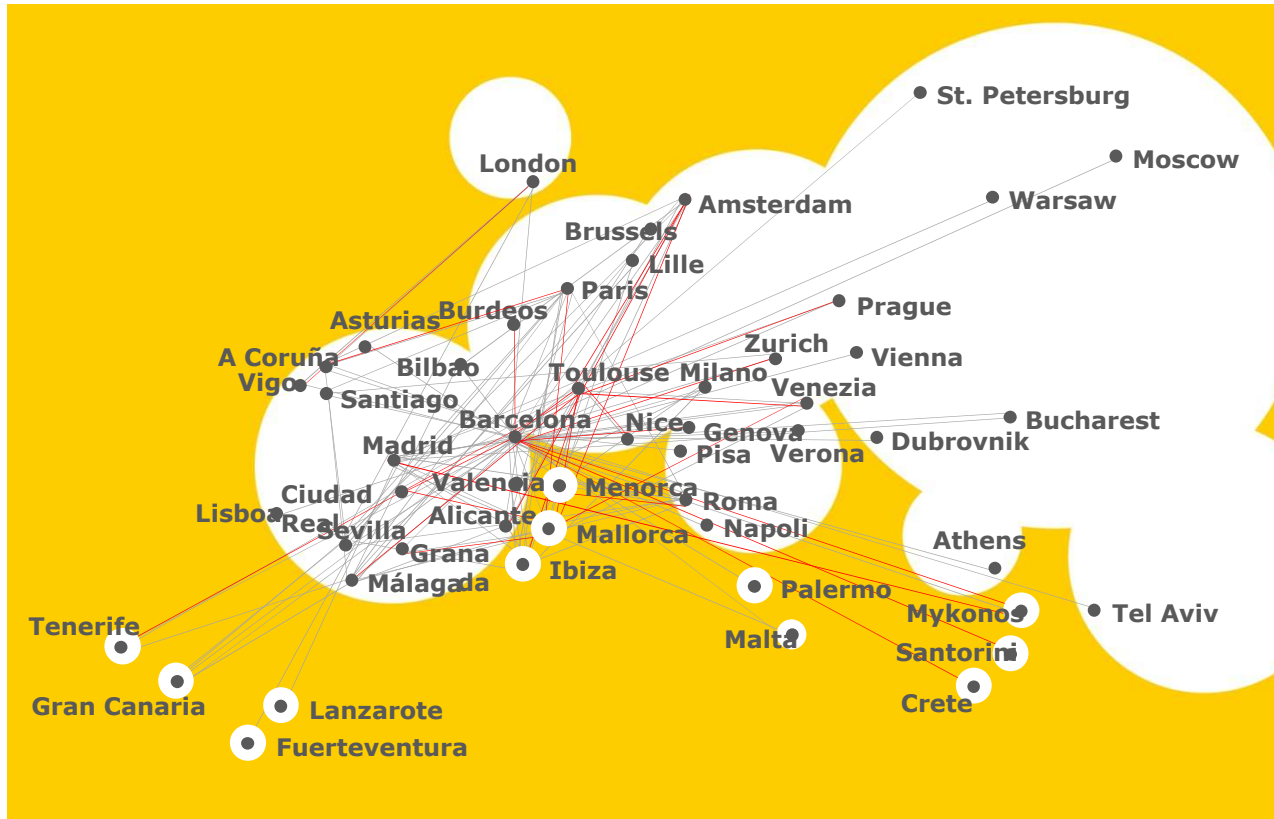 St. Petersburg
Moscow
London
Warsaw
Amsterdam
Brussels
Lille
Paris
Prague
Burdeos
Asturias
Zurich
A Coruña
Bilbao
Vienna
Vigo
Toulouse
Milano
Venezia
Santiago
Barcelona
Nice
Genova
Bucharest
Madrid
Pisa
Verona
Dubrovnik
Valencia
Menorca
Ciudad
Real
Roma
Lisboa
Alicante
Sevilla
Mallorca
Napoli
Athens
Grana
da
Ibiza
Málaga
Palermo
Mykonos
Tel Aviv
Tenerife
Malta
Santorini
Gran Canaria
Lanzarote
Crete
Fuerteventura